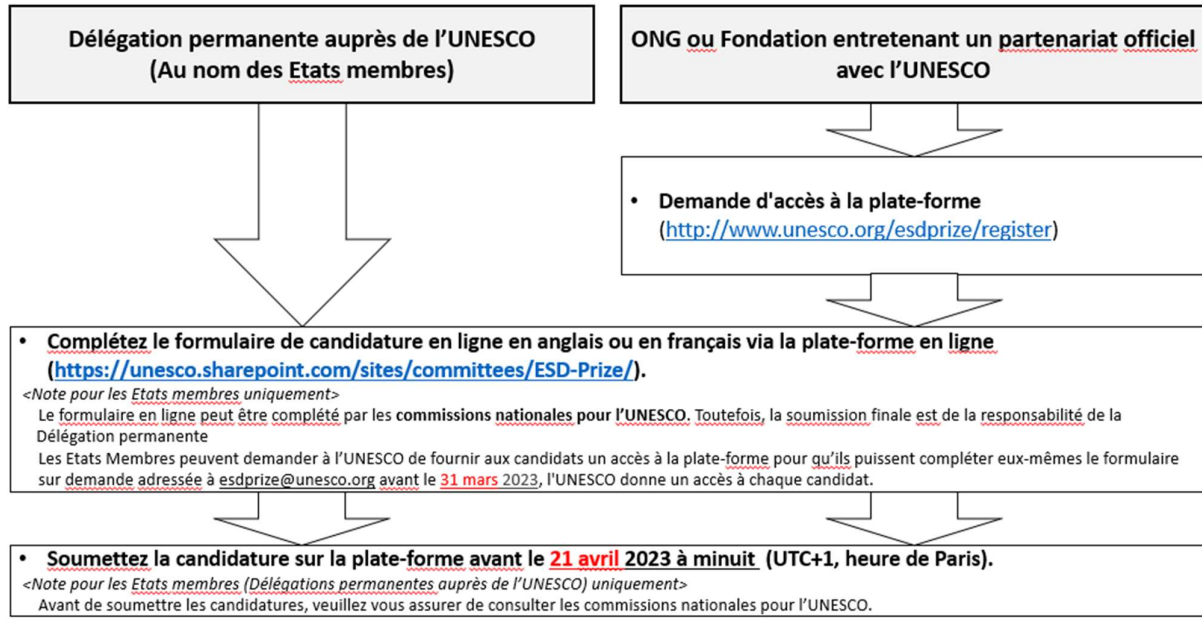 Délégation permanente auprès de l'UNESCO
(Au nom des Etats membres)
ONG ou Fondation entretenant un partenariat officiel
avec l'UNESCO
• Demande d'accès à la plate-forme
(http://www.unesco.org/esdprize/register)
• Complétez le formulaire de candidature en ligne en anglais ou en français via la plate-forme en ligne
(https://unesco.sharepoint.com/sites/committees/ESD-Prize/).
<Note pour les Etats membres uniquement>
Le formulaire en ligne peut être complété par les commissions nationales pour l'UNESCO. Toutefois, la soumission finale est de la responsabilité de la
Délégation permanente
Les Etats Membres peuvent demander à l'UNESCO de fournir aux candidats un accès à la plate-forme pour qu'ils puissent compléter eux-mêmes le formulaire
sur demande adressée à esdprize@unesco.org avant le 31 mars 2023, l'UNESCO donne un accès à chaque candidat.
• Soumettez la candidature sur la plate-forme avant le 21 avril 2023 à minuit (UTC+1, heure de Paris).
<Note pour les Etats membres (Délégations permanentes auprès de l'UNESCO) uniquement>
Avant de soumettre les candidatures, veuillez vous assurer de consulter les commissions nationales pour l'UNESCO.